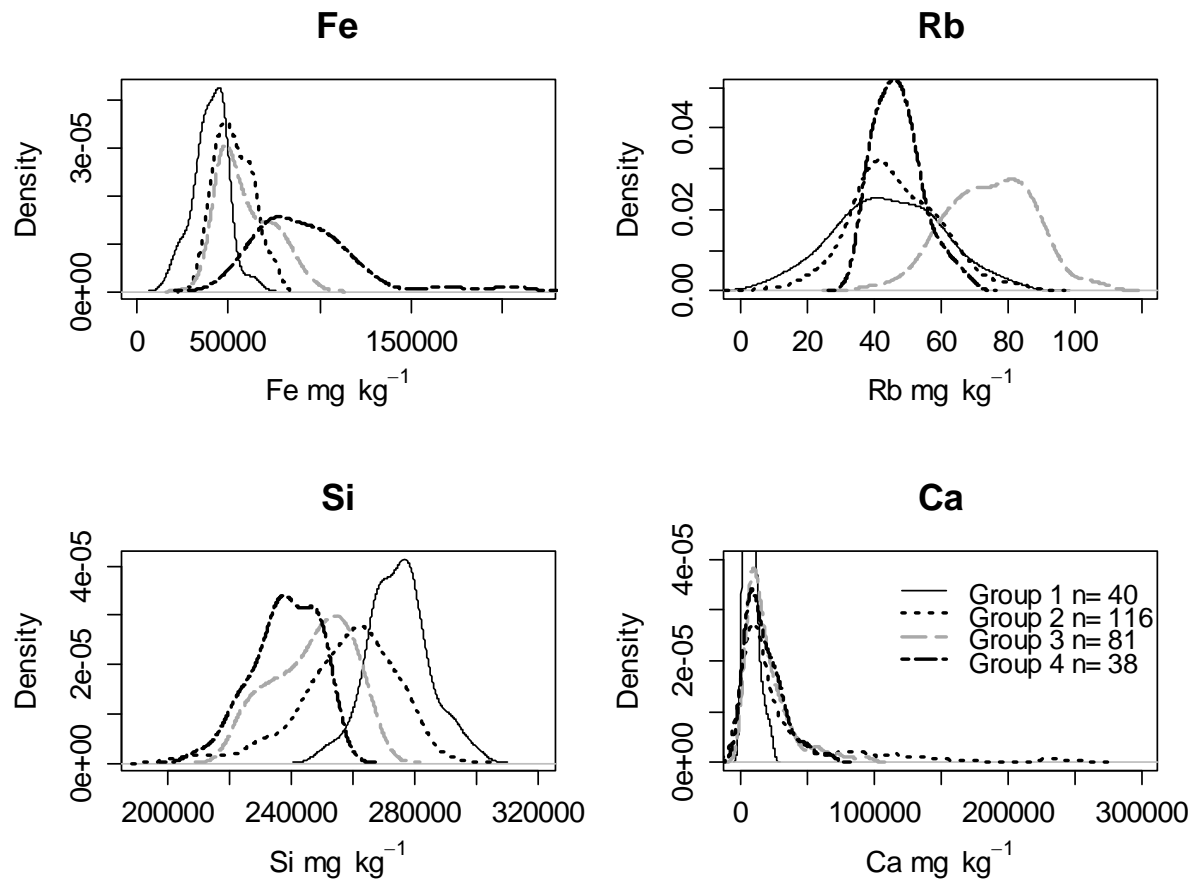 Fe
Density
0e+00 3e-05
0 50000 150000
Fe mg kg⁻¹
Rb
Density
0.00 0.02 0.04
0 20 40 60 80 100
Rb mg kg⁻¹
Si
Density
0e+00 2e-05 4e-05
200000 240000 280000 320000
Si mg kg⁻¹
Ca
Density
0e+00 2e-05 4e-05
Group 1 n= 40
Group 2 n= 116
Group 3 n= 81
Group 4 n= 38
0 100000 200000 300000
Ca mg kg⁻¹